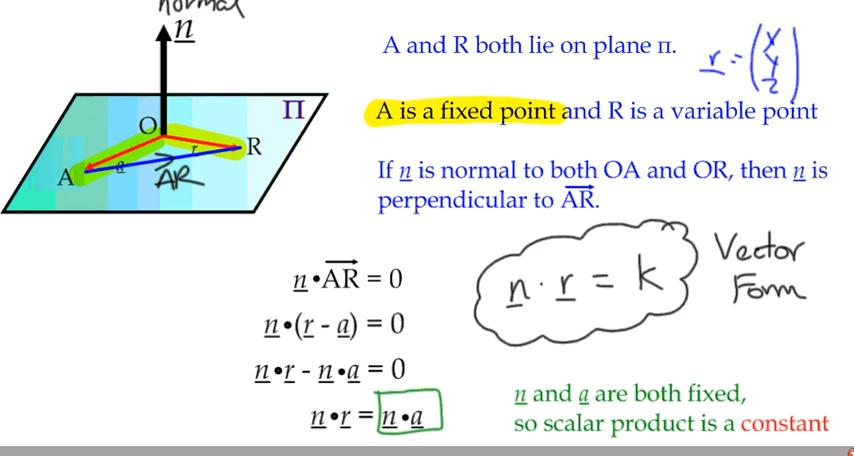 normal
n
A and R both lie on plane π.
r = (x
y
z)
Π
A is a fixed point and R is a variable point
O
R
r
A
a
AR
If n is normal to both OA and OR, then n is
perpendicular to AR.
n • AR = 0
n · r = k
Vector
Form
n•(r - a) = 0
n•r - n•a = 0
n•r = n•a
n and a are both fixed,
so scalar product is a constant